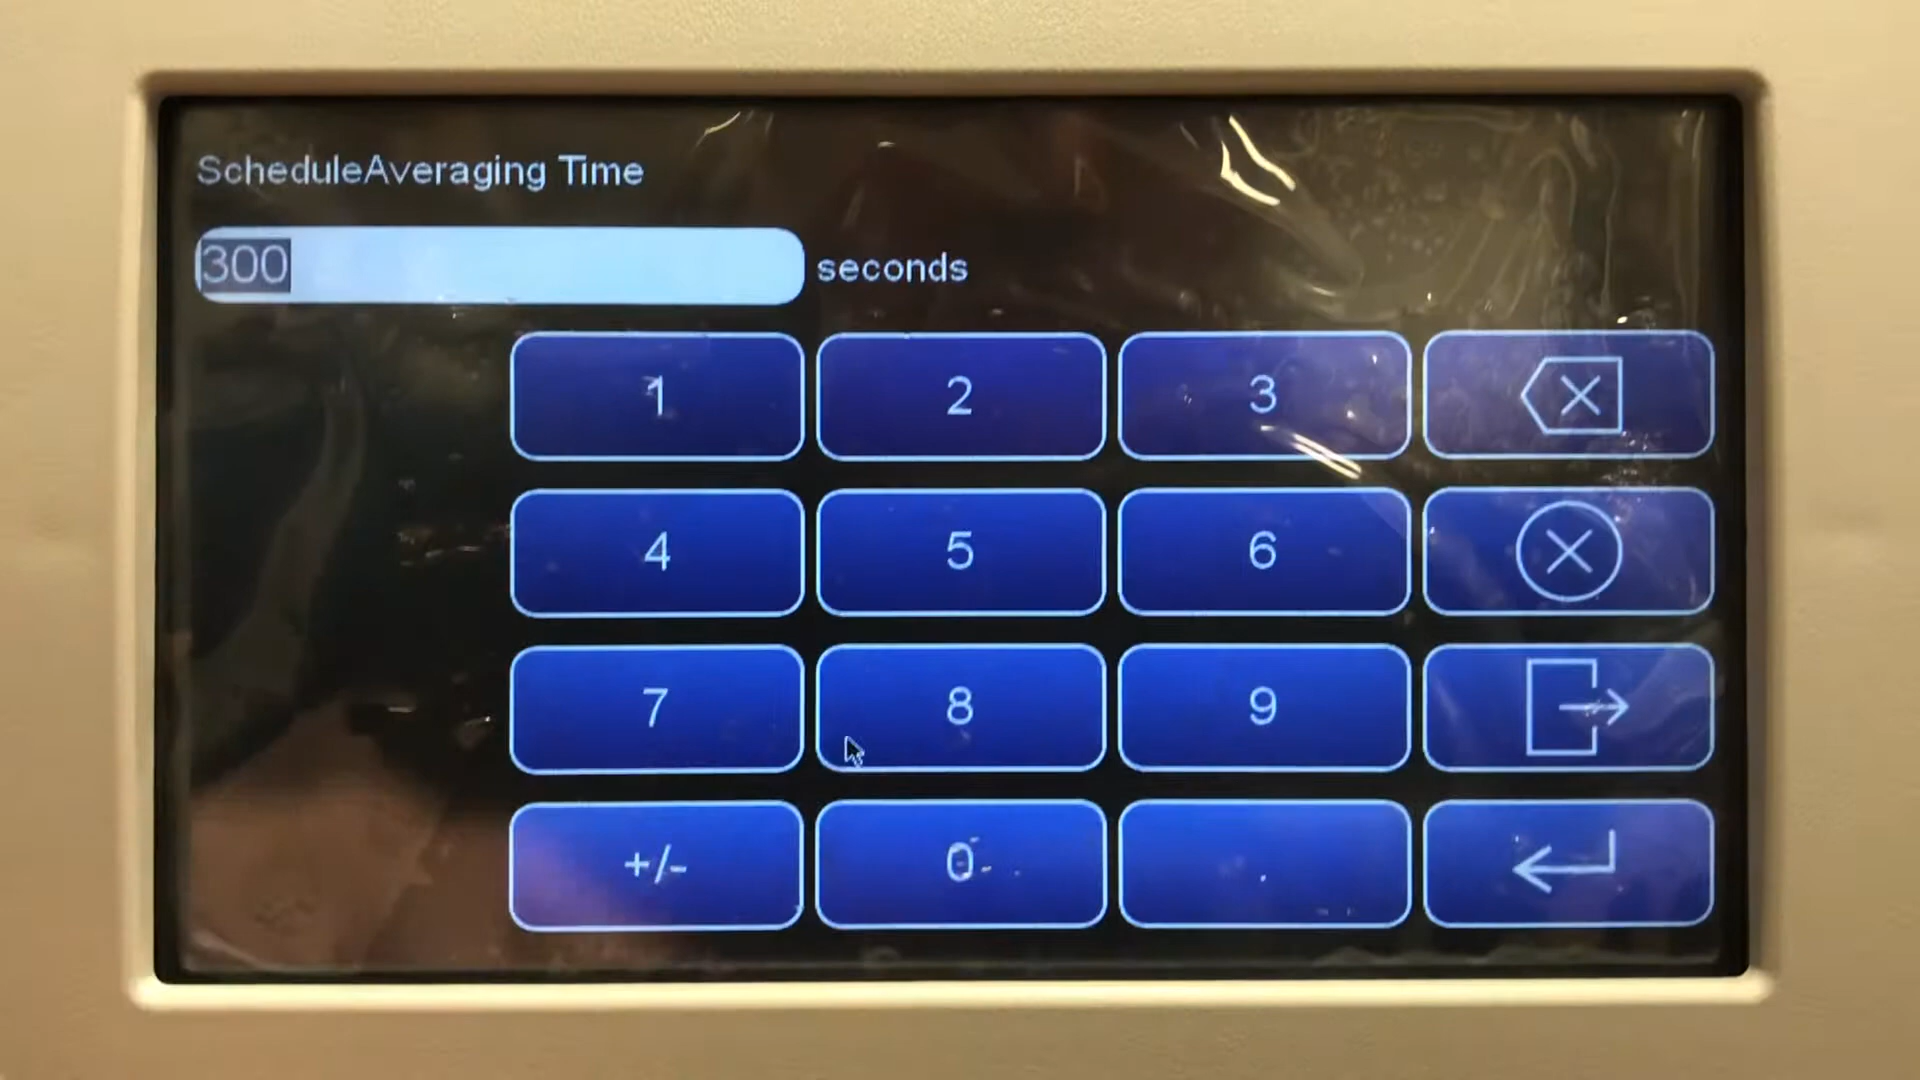 ScheduleAveraging Time
300 seconds
1 2 3
4 5 6
7 8 9
+/- 0 .